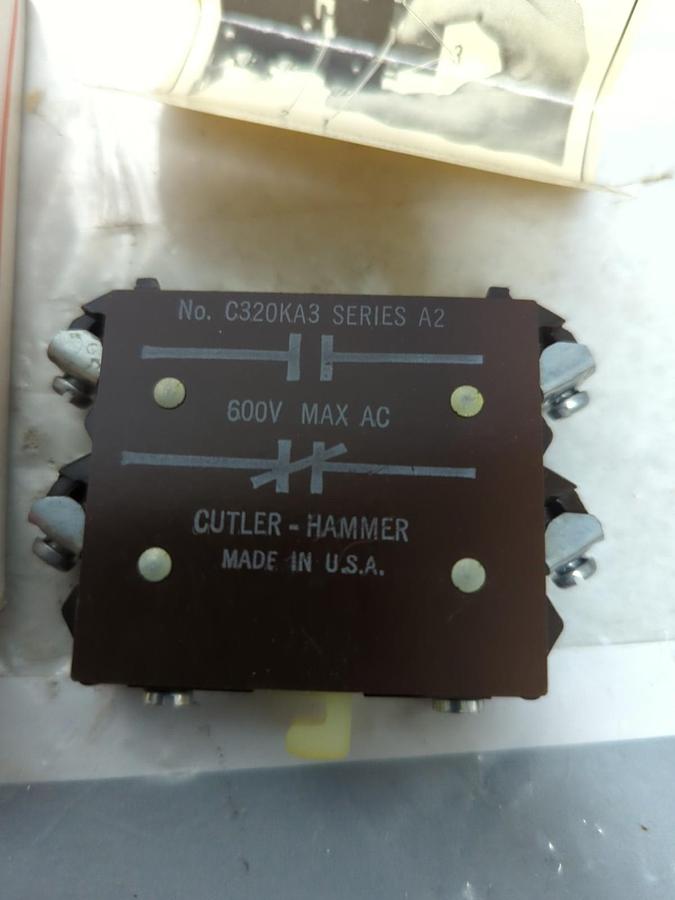 No. C320KA3 SERIES A2
600V MAX AC
CUTLER-HAMMER
MADE IN U.S.A.